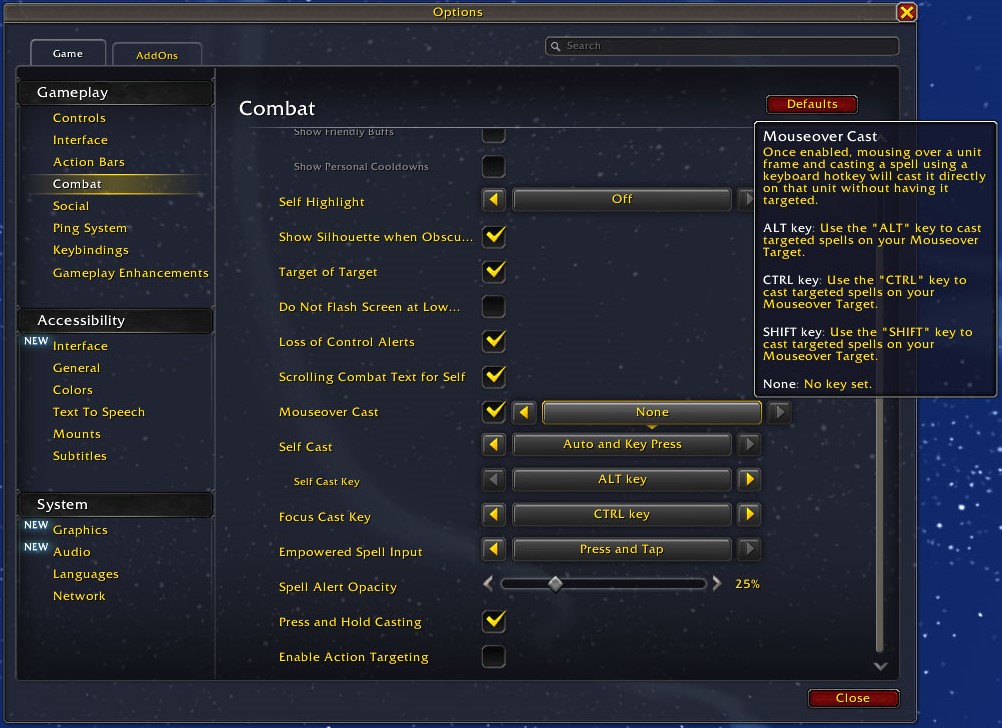 Options
Game
AddOns
Search
Gameplay
Controls
Interface
Action Bars
Combat
Social
Ping System
Keybindings
Gameplay Enhancements
Accessibility
NEW Interface
General
Colors
Text To Speech
Mounts
Subtitles
System
NEW Graphics
NEW Audio
Languages
Network
Combat
Defaults
Show Friendly Buffs
Show Personal Cooldowns
Self Highlight Off
Show Silhouette when Obscu...
Target of Target
Do Not Flash Screen at Low...
Loss of Control Alerts
Scrolling Combat Text for Self
Mouseover Cast None
Self Cast Auto and Key Press
Self Cast Key ALT key
Focus Cast Key CTRL key
Empowered Spell Input Press and Tap
Spell Alert Opacity 25%
Press and Hold Casting
Enable Action Targeting
Mouseover Cast
Once enabled, mousing over a unit
frame and casting a spell using a
keyboard hotkey will cast it directly
on that unit without having it
targeted.
ALT key: Use the "ALT" key to cast
targeted spells on your Mouseover
Target.
CTRL key: Use the "CTRL" key to
cast targeted spells on your
Mouseover Target.
SHIFT key: Use the "SHIFT" key to
cast targeted spells on your
Mouseover Target.
None: No key set.
Close